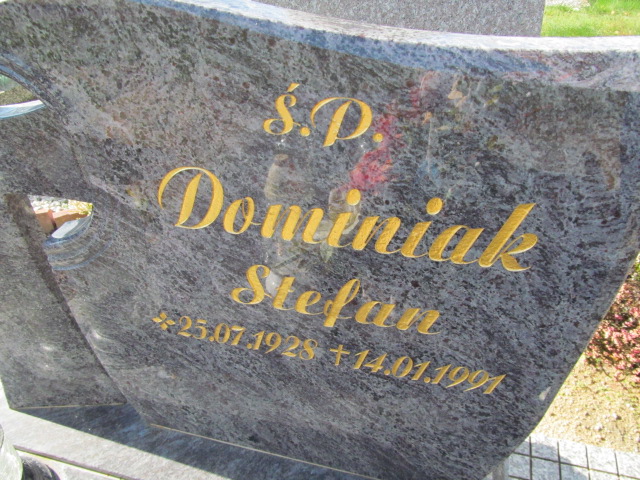 ś.P.
Dominiak
Stefan
✲25.07.1928 †14.01.1991